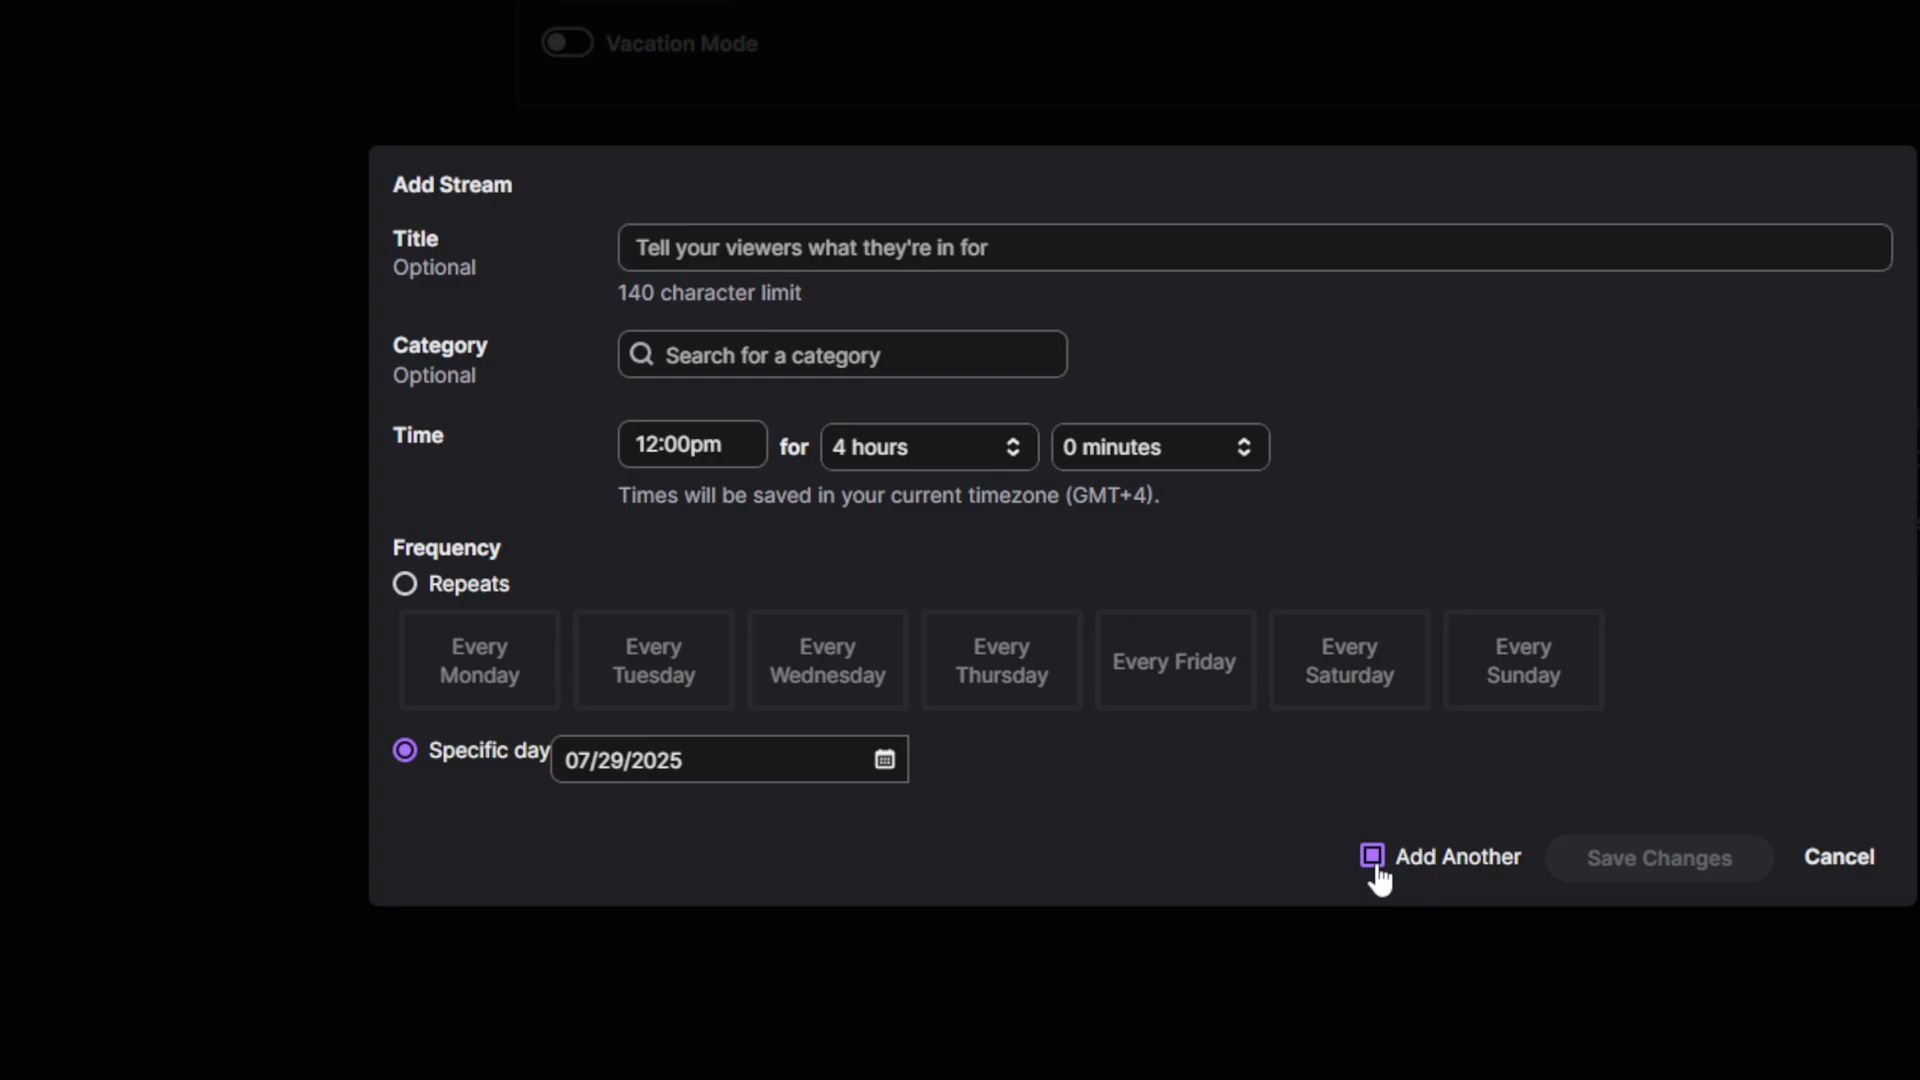 Vacation Mode
Add Stream
Title
Optional
Tell your viewers what they're in for
140 character limit
Category
Optional
Search for a category
Time
12:00pm for 4 hours 0 minutes
Times will be saved in your current timezone (GMT+4).
Frequency
Repeats
Every Monday
Every Tuesday
Every Wednesday
Every Thursday
Every Friday
Every Saturday
Every Sunday
Specific day 07/29/2025
Add Another Save Changes Cancel